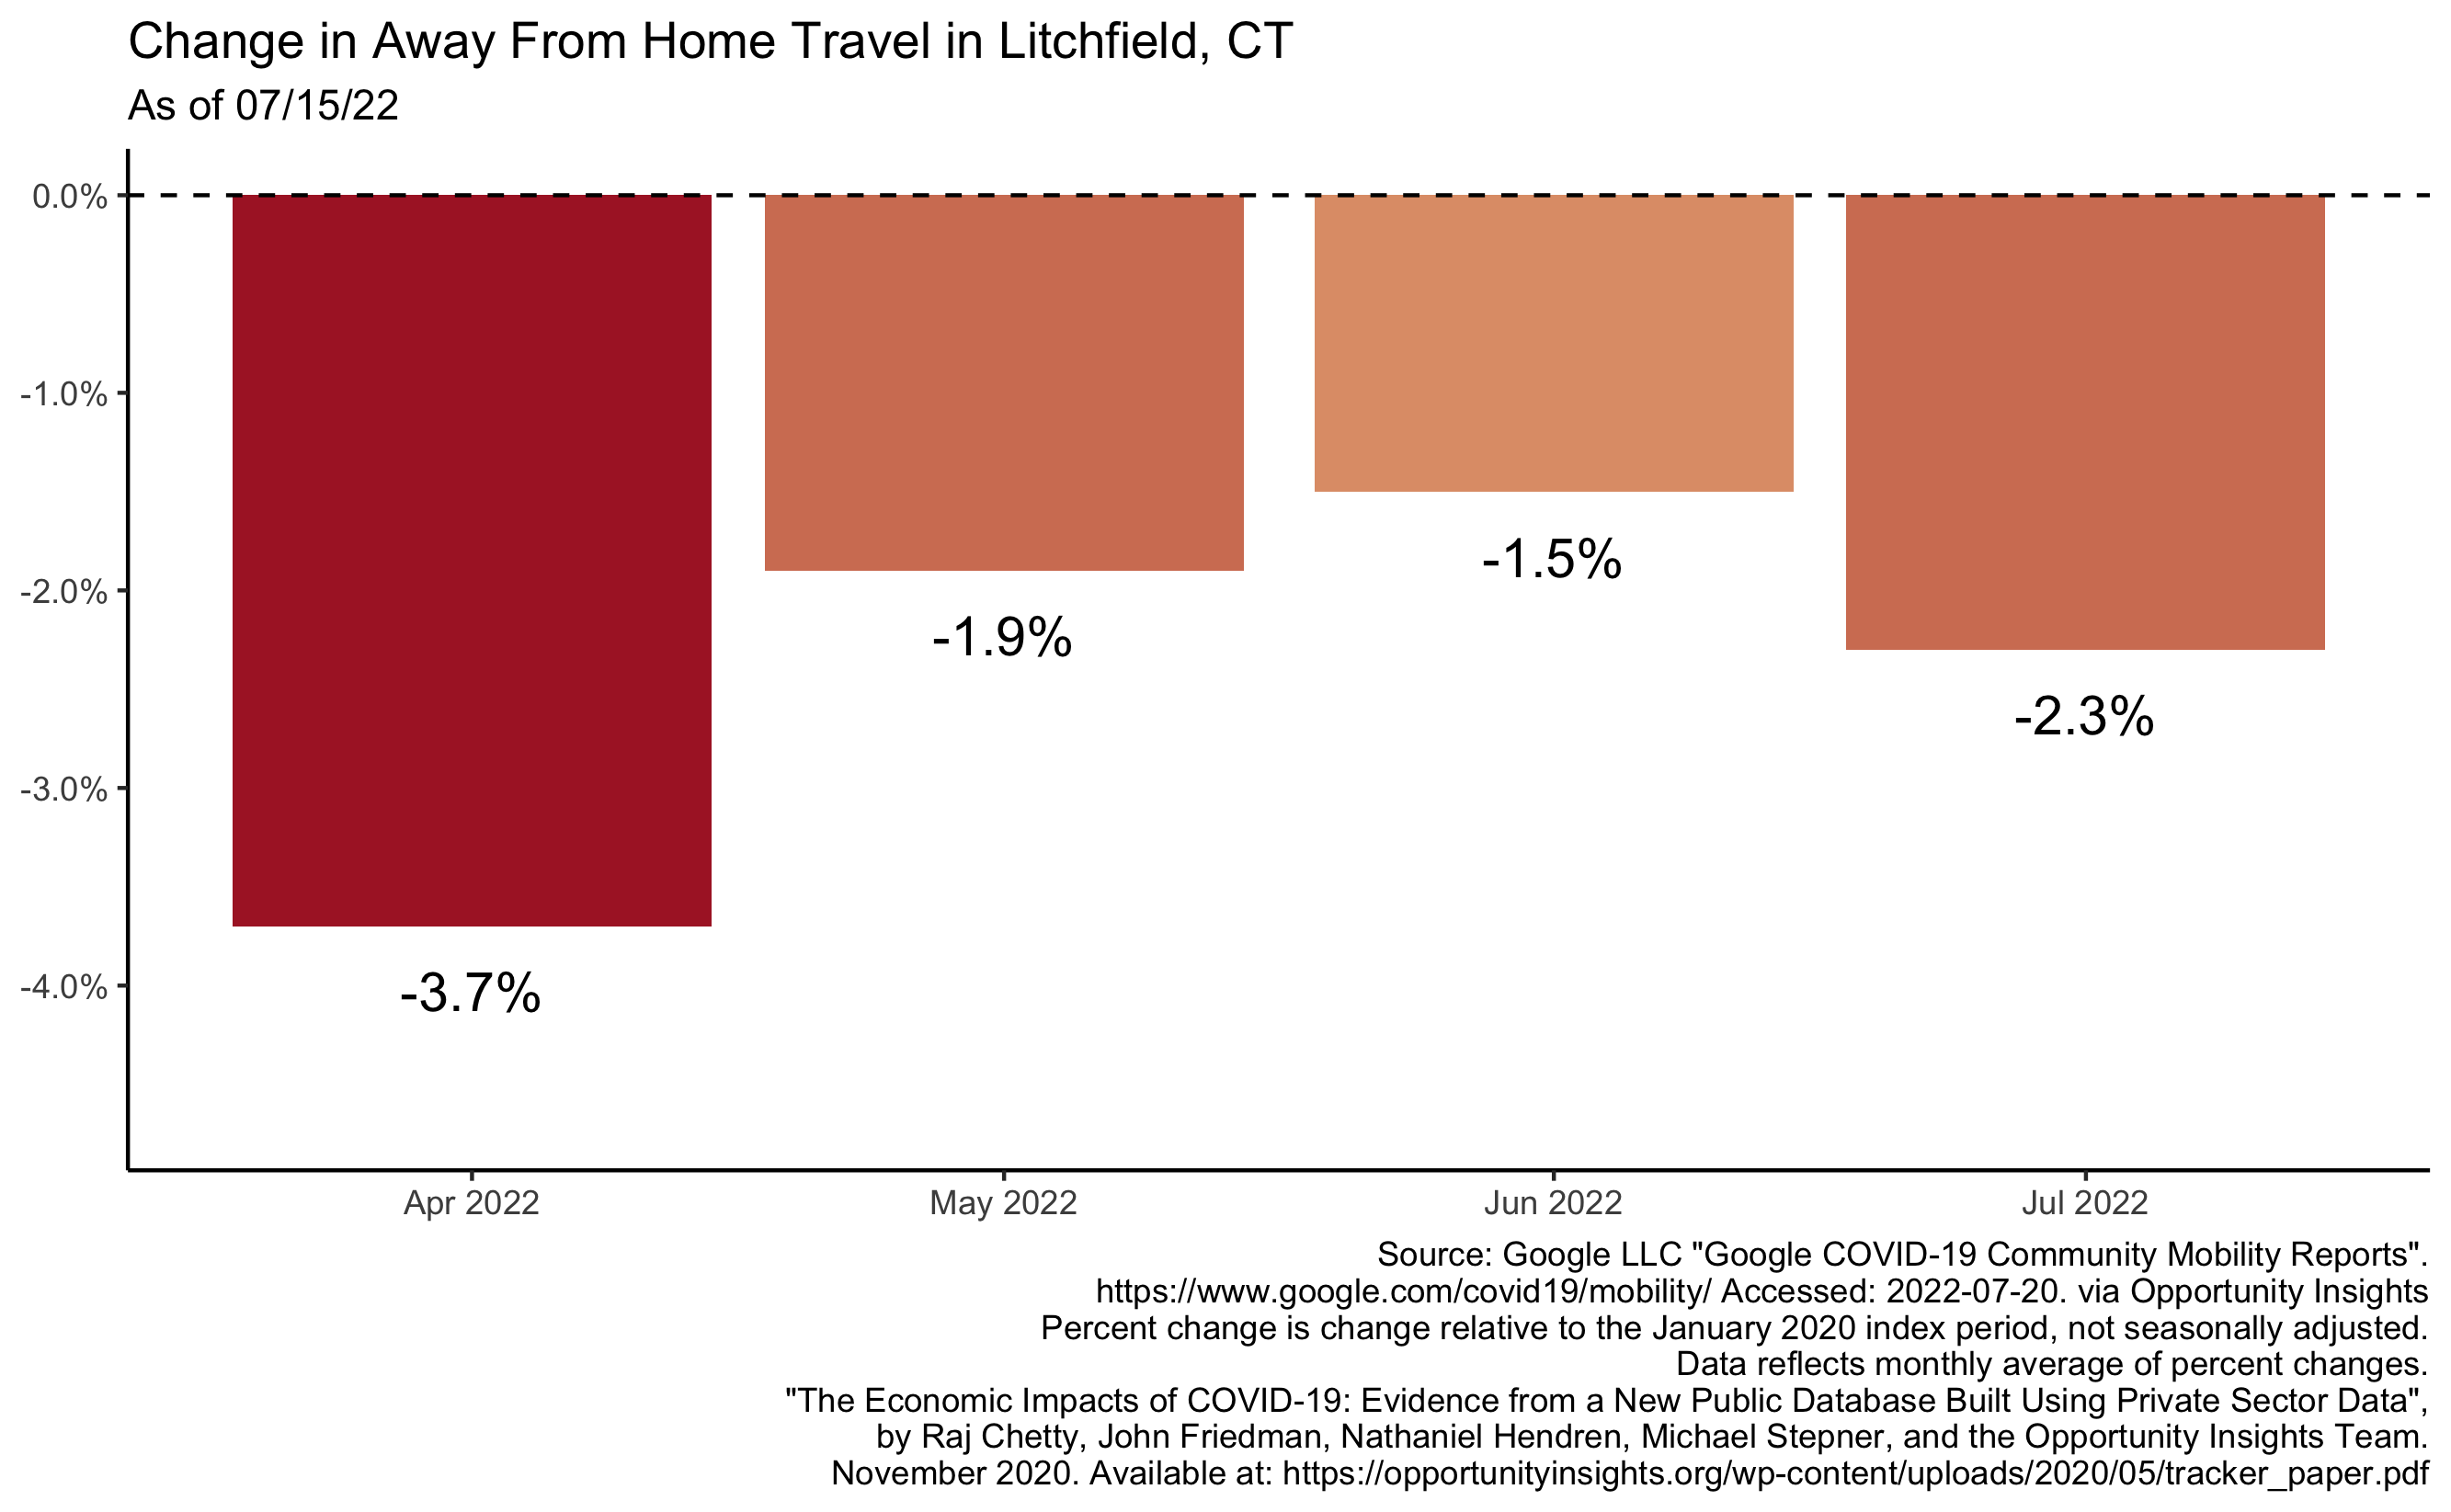 Change in Away From Home Travel in Litchfield, CT
As of 07/15/22
0.0%
-1.0%
-2.0%
-3.0%
-4.0%
-3.7%
-1.9%
-1.5%
-2.3%
Apr 2022
May 2022
Jun 2022
Jul 2022
Source: Google LLC "Google COVID-19 Community Mobility Reports".
https://www.google.com/covid19/mobility/ Accessed: 2022-07-20. via Opportunity Insights
Percent change is change relative to the January 2020 index period, not seasonally adjusted.
Data reflects monthly average of percent changes.
"The Economic Impacts of COVID-19: Evidence from a New Public Database Built Using Private Sector Data",
by Raj Chetty, John Friedman, Nathaniel Hendren, Michael Stepner, and the Opportunity Insights Team.
November 2020. Available at: https://opportunityinsights.org/wp-content/uploads/2020/05/tracker_paper.pdf